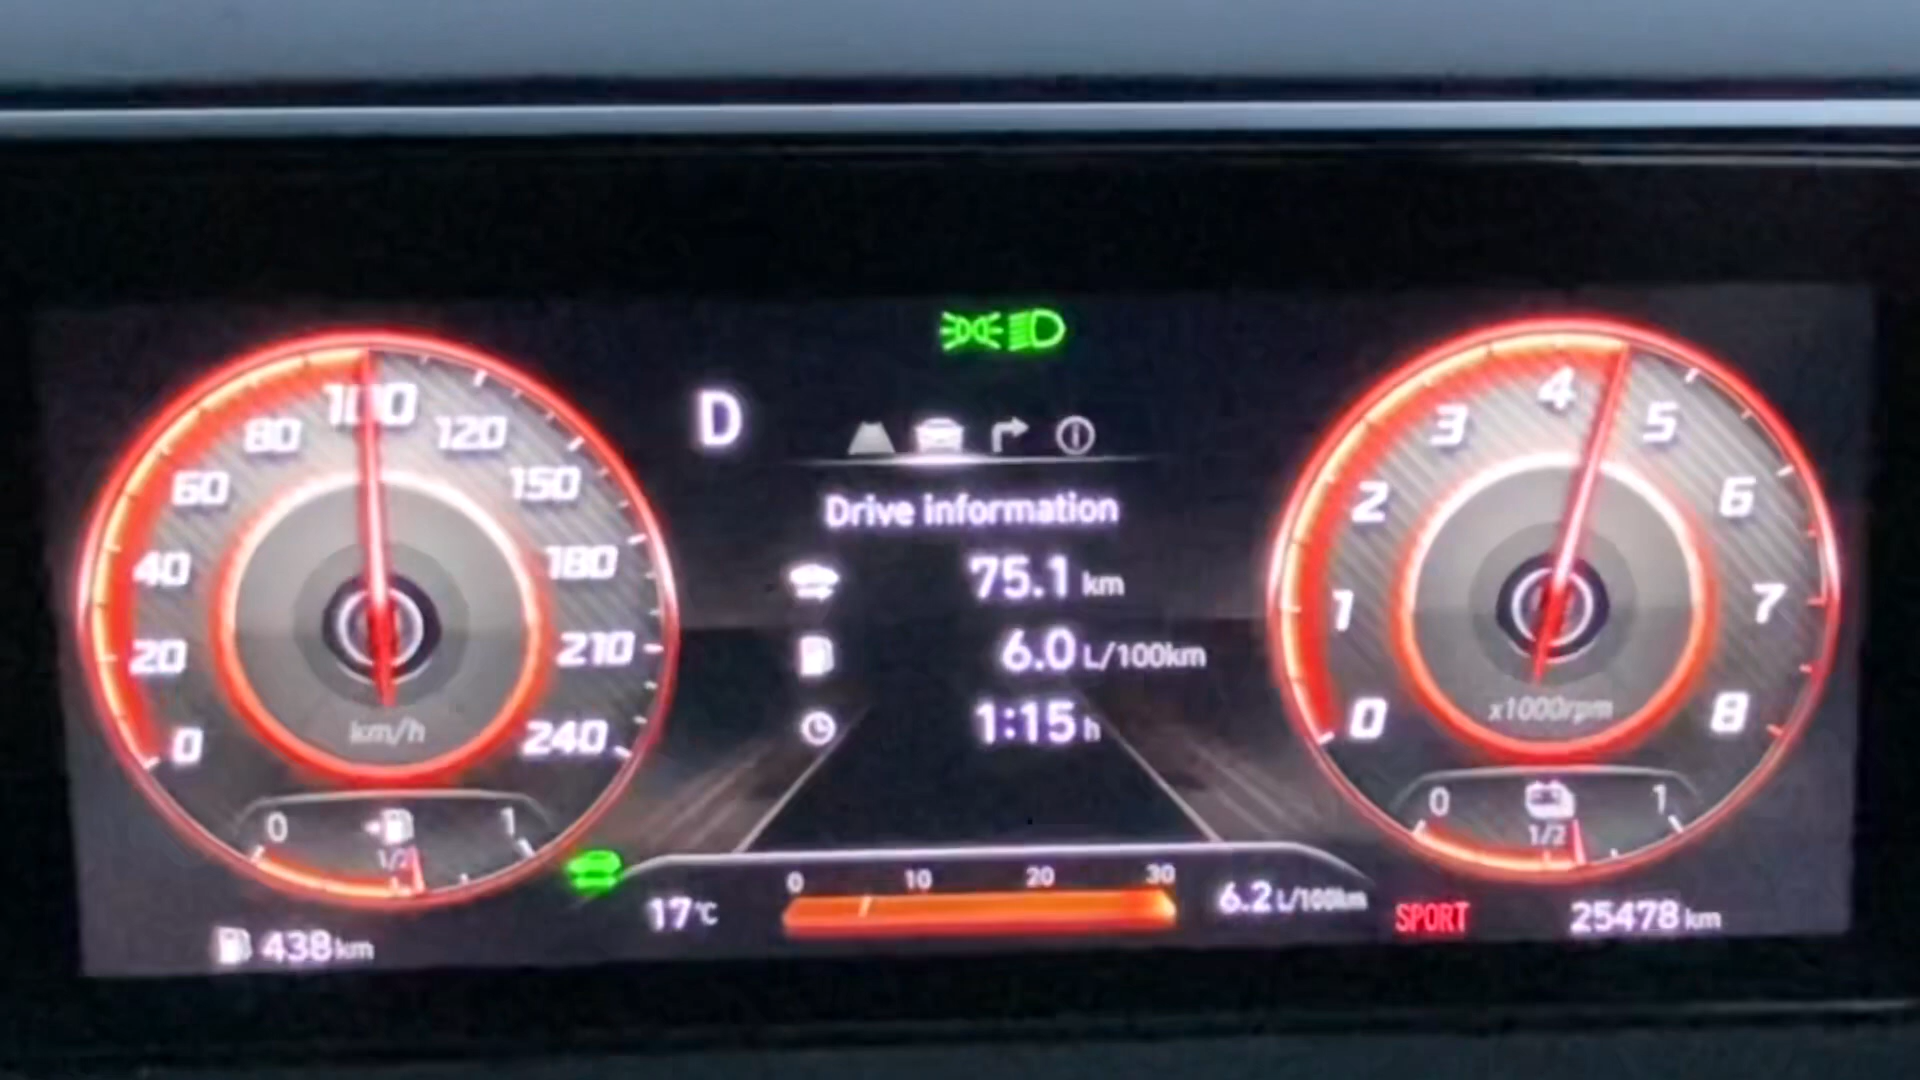 0
20
40
60
80
100
120
150
180
210
240
km/h
0 1/2 1
438 km
D
Drive information
75.1 km
6.0 L/100km
1:15 h
17°C
0 10 20 30
6.2 L/100km
0
1
2
3
4
5
6
7
8
x1000rpm
0 1/2 1
SPORT
25478 km